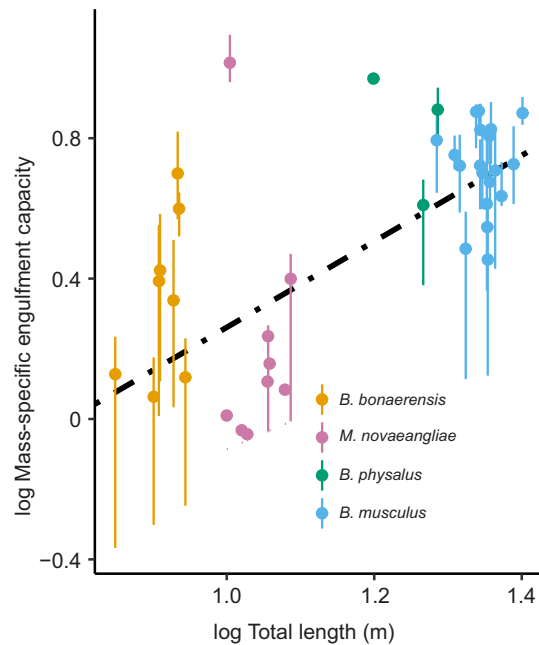 log Mass-specific engulfment capacity
0.8
0.4
0
−0.4
B. bonaerensis
M. novaeangliae
B. physalus
B. musculus
1.0
1.2
1.4
log Total length (m)